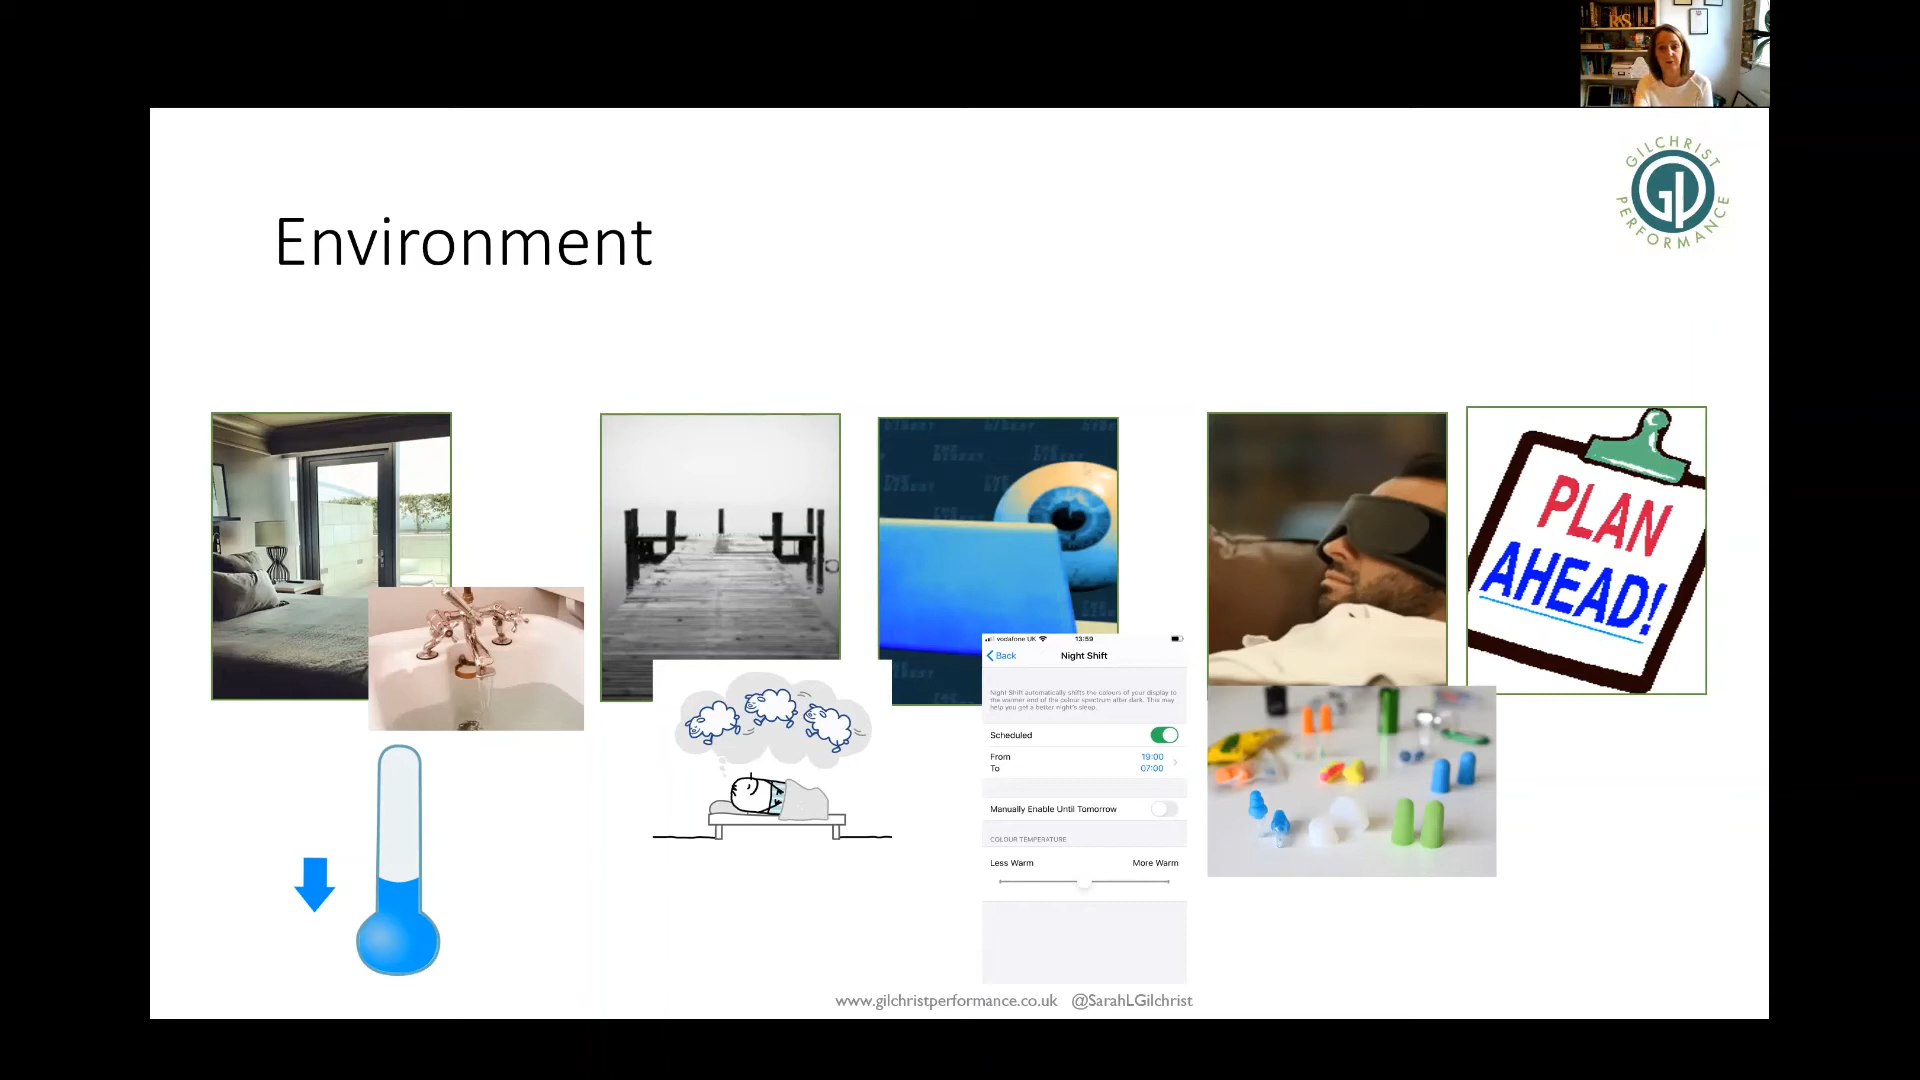 GILCHRIST
PERFORMANCE
Environment
PLAN
AHEAD!
vodafone UK
13:59
Back
Night Shift
Night Shift automatically shifts the colours of your display to
the warmer end of the colour spectrum after dark. This may
help you get a better night's sleep.
Scheduled
From 19:00
To 07:00
Manually Enable Until Tomorrow
COLOUR TEMPERATURE
Less Warm More Warm
www.gilchristperformance.co.uk @SarahLGilchrist